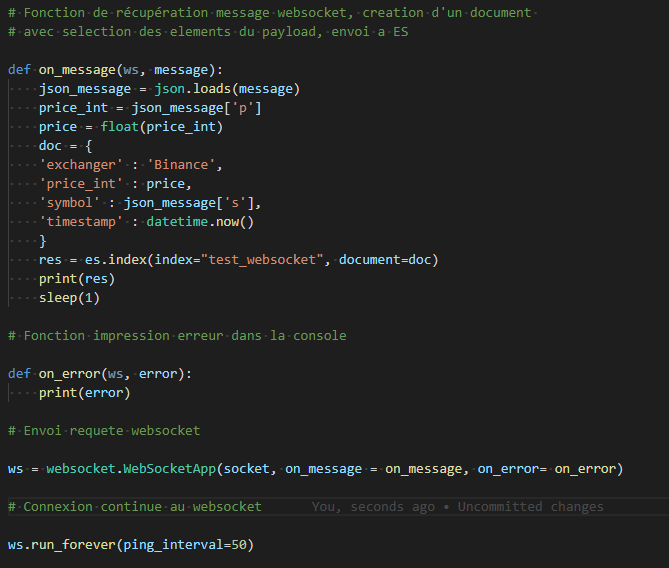 # Fonction de récupération message websocket, creation d'un document
# avec selection des elements du payload, envoi a ES
def on_message(ws, message):
    json_message = json.loads(message)
    price_int = json_message['p']
    price = float(price_int)
    doc = {
    'exchanger' : 'Binance',
    'price_int' : price,
    'symbol' : json_message['s'],
    'timestamp' : datetime.now()
    }
    res = es.index(index="test_websocket", document=doc)
    print(res)
    sleep(1)
# Fonction impression erreur dans la console
def on_error(ws, error):
    print(error)
# Envoi requete websocket
ws = websocket.WebSocketApp(socket, on_message = on_message, on_error= on_error)
# Connexion continue au websocket You, seconds ago • Uncommitted changes
ws.run_forever(ping_interval=50)